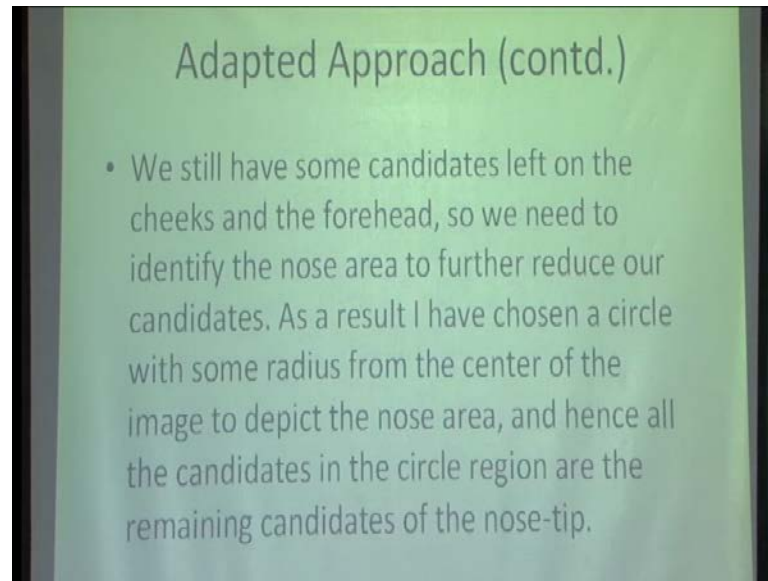 Adapted Approach (contd.)
• We still have some candidates left on the
cheeks and the forehead, so we need to
identify the nose area to further reduce our
candidates. As a result I have chosen a circle
with some radius from the center of the
image to depict the nose area, and hence all
the candidates in the circle region are the
remaining candidates of the nose-tip.